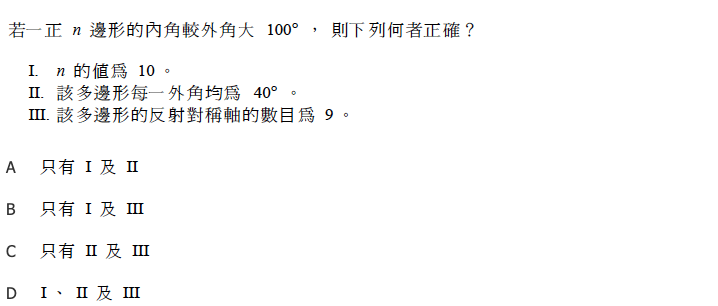 若一正 n 邊形的內角較外角大 100° ， 則下列何者正確？
I. n 的值為 10 。
II. 該多邊形每一外角均為 40° 。
III. 該多邊形的反射對稱軸的數目為 9 。
A 只有 I 及 II
B 只有 I 及 III
C 只有 II 及 III
D I 、 II 及 III